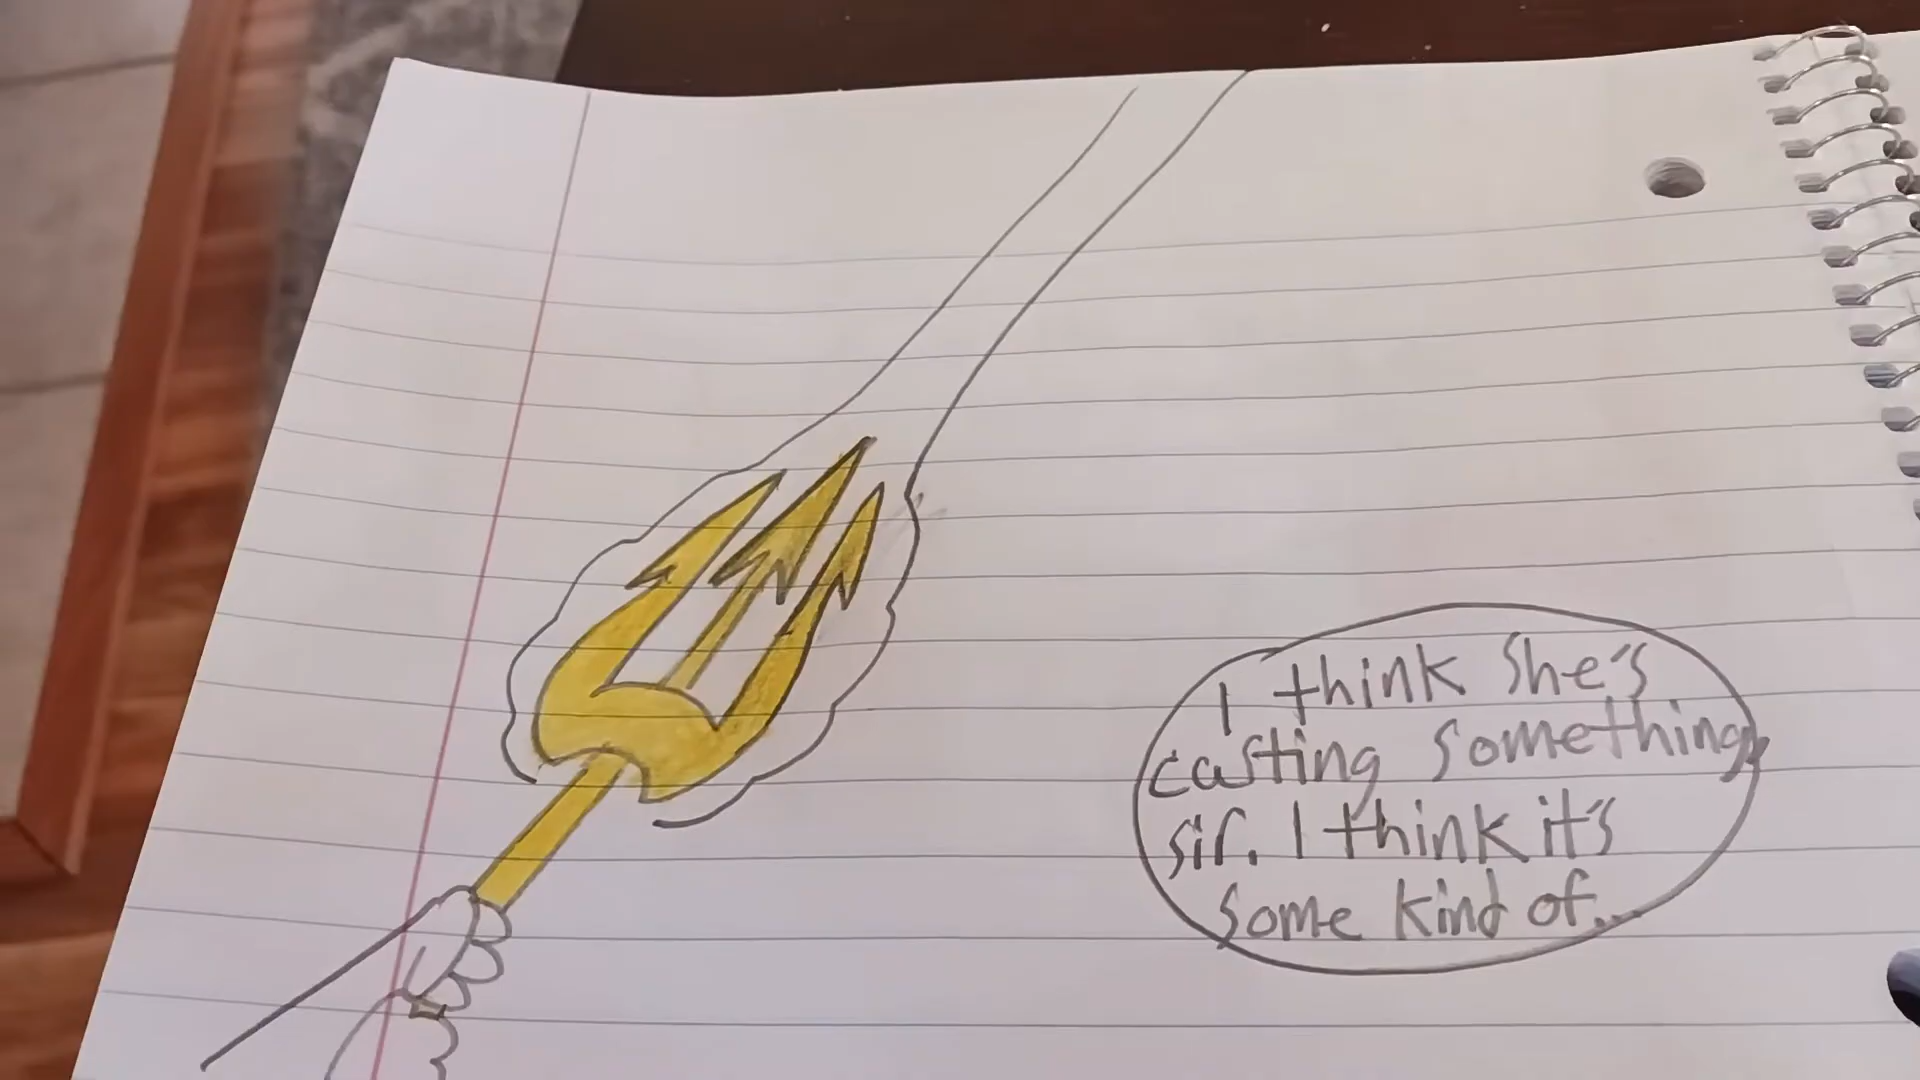 I think she's
casting something,
sir. I think it's
some kind of...